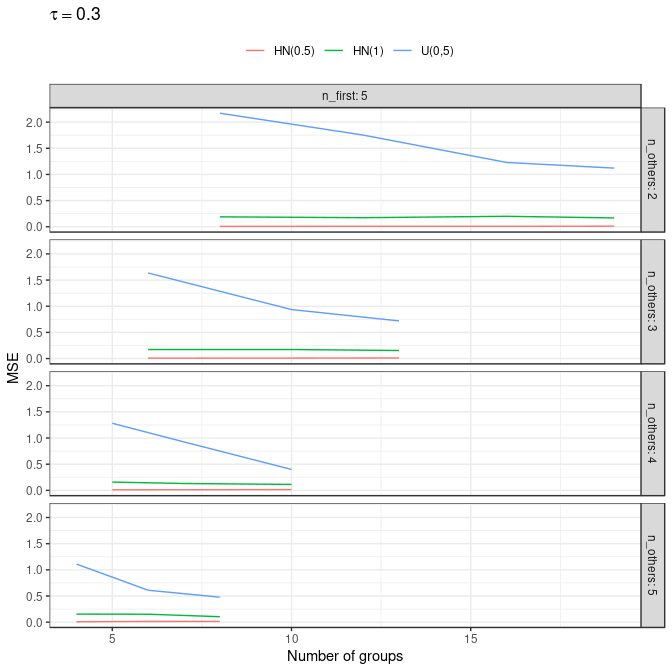 τ = 0.3
HN(0.5) HN(1) U(0,5)
n_first: 5
2.0
1.5
1.0
0.5
0.0
n_others: 2
2.0
1.5
1.0
0.5
0.0
n_others: 3
2.0
1.5
1.0
0.5
0.0
n_others: 4
2.0
1.5
1.0
0.5
0.0
n_others: 5
MSE
5 10 15
Number of groups